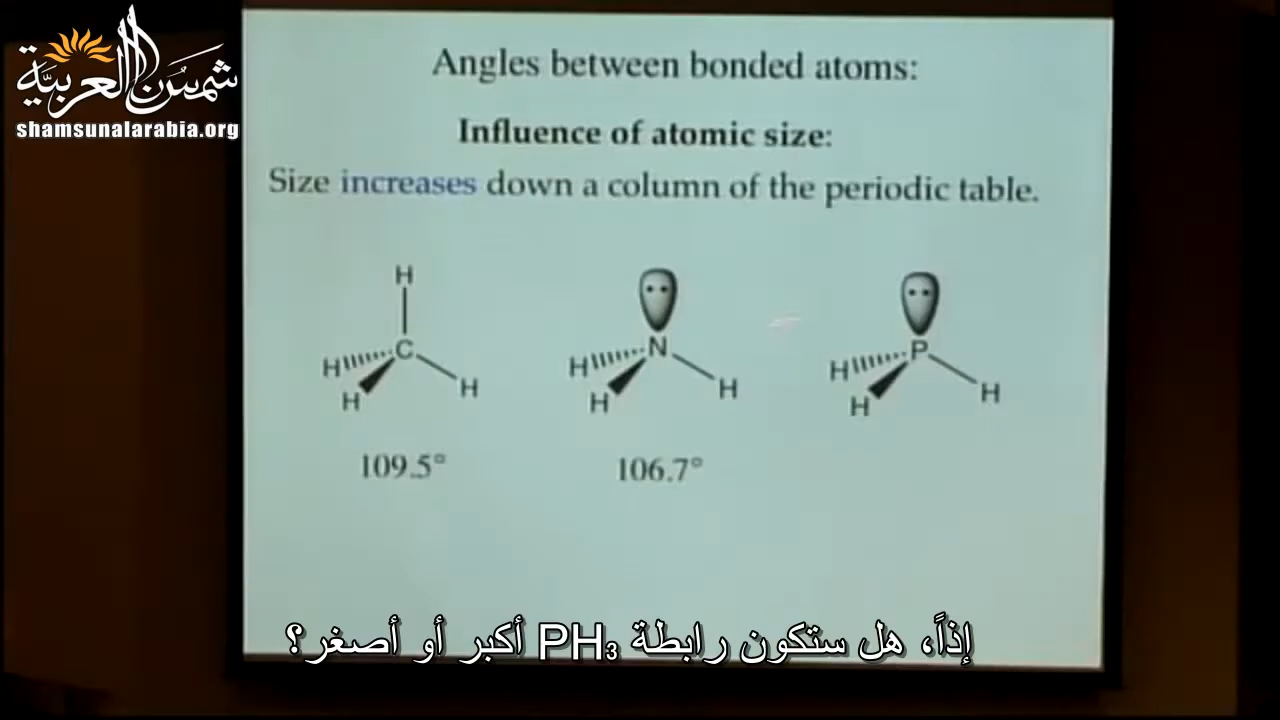 شمس العربية
shamsunalarabia.org
Angles between bonded atoms:
Influence of atomic size:
Size increases down a column of the periodic table.
H
C
H
H
H
N
H
H
H
P
H
H
H
109.5°
106.7°
إذاً، هل ستكون رابطة PH₃ أكبر أو أصغر؟